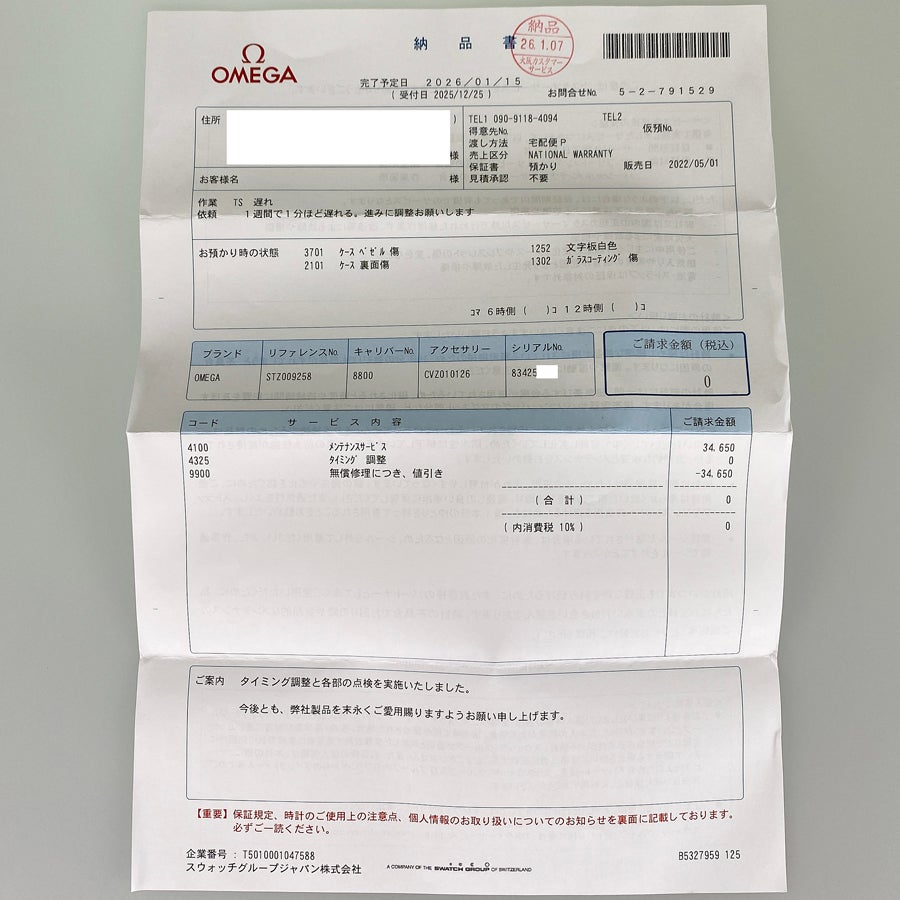 Ω
OMEGA
納品書
納品
26.1.07
大阪カスタマー
サービス
完了予定日 2026/01/15
( 受付日 2025/12/25 )
お問合せNo. 5-2-791529
住所
)
様
お客様名 様
TEL1 090-9118-4094 TEL2
得意先No. 仮預No.
渡し方法 宅配便P
売上区分 NATIONAL WARRANTY
保証書 預かり 販売日 2022/05/01
見積承認 不要
作業 TS 遅れ
依頼 1週間で1分ほど遅れる。進みに調整お願いします
お預かり時の状態 3701 ケース ベゼル 傷 1252 文字板白色
2101 ケース 裏面傷 1302 ガラスコーティング 傷
コマ 6時側 ( )コ 12時側 ( )コ
ブランド リファレンスNo. キャリバーNo. アクセサリー シリアルNo.
OMEGA STZ009258 8800 CVZ010126 83425
ご請求金額 (税込)
0
コード サービス内容 ご請求金額
4100 メンテナンスサービス 34.650
4325 タイミング 調整 0
9900 無償修理につき、値引き -34.650
( 合 計 ) 0
( 内消費税 10% ) 0
ご案内 タイミング調整と各部の点検を実施いたしました。
今後とも、弊社製品を末永くご愛用賜りますようお願い申し上げます。
【重要】保証規定、時計のご使用上の注意点、個人情報のお取り扱いについてのお知らせを裏面に記載しております。
必ずご一読ください。
企業番号 : T5010001047588
スウォッチグループジャパン株式会社
A COMPANY OF THE SWATCH GROUP OF SWITZERLAND
B5327959 125